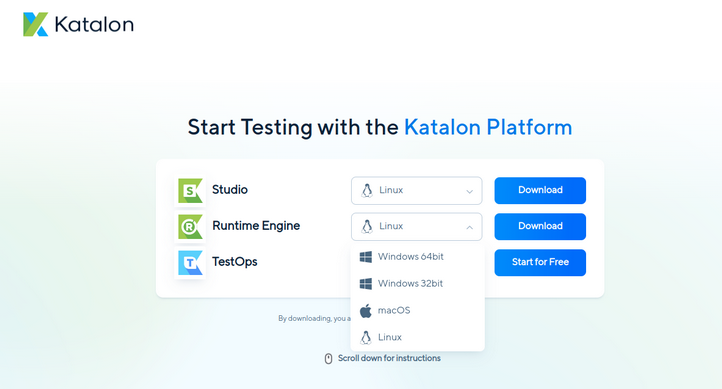 Katalon
Start Testing with the Katalon Platform
Studio
Linux
Download
Runtime Engine
Linux
Download
TestOps
Start for Free
Windows 64bit
Windows 32bit
macOS
Linux
By downloading, you
Scroll down for instructions